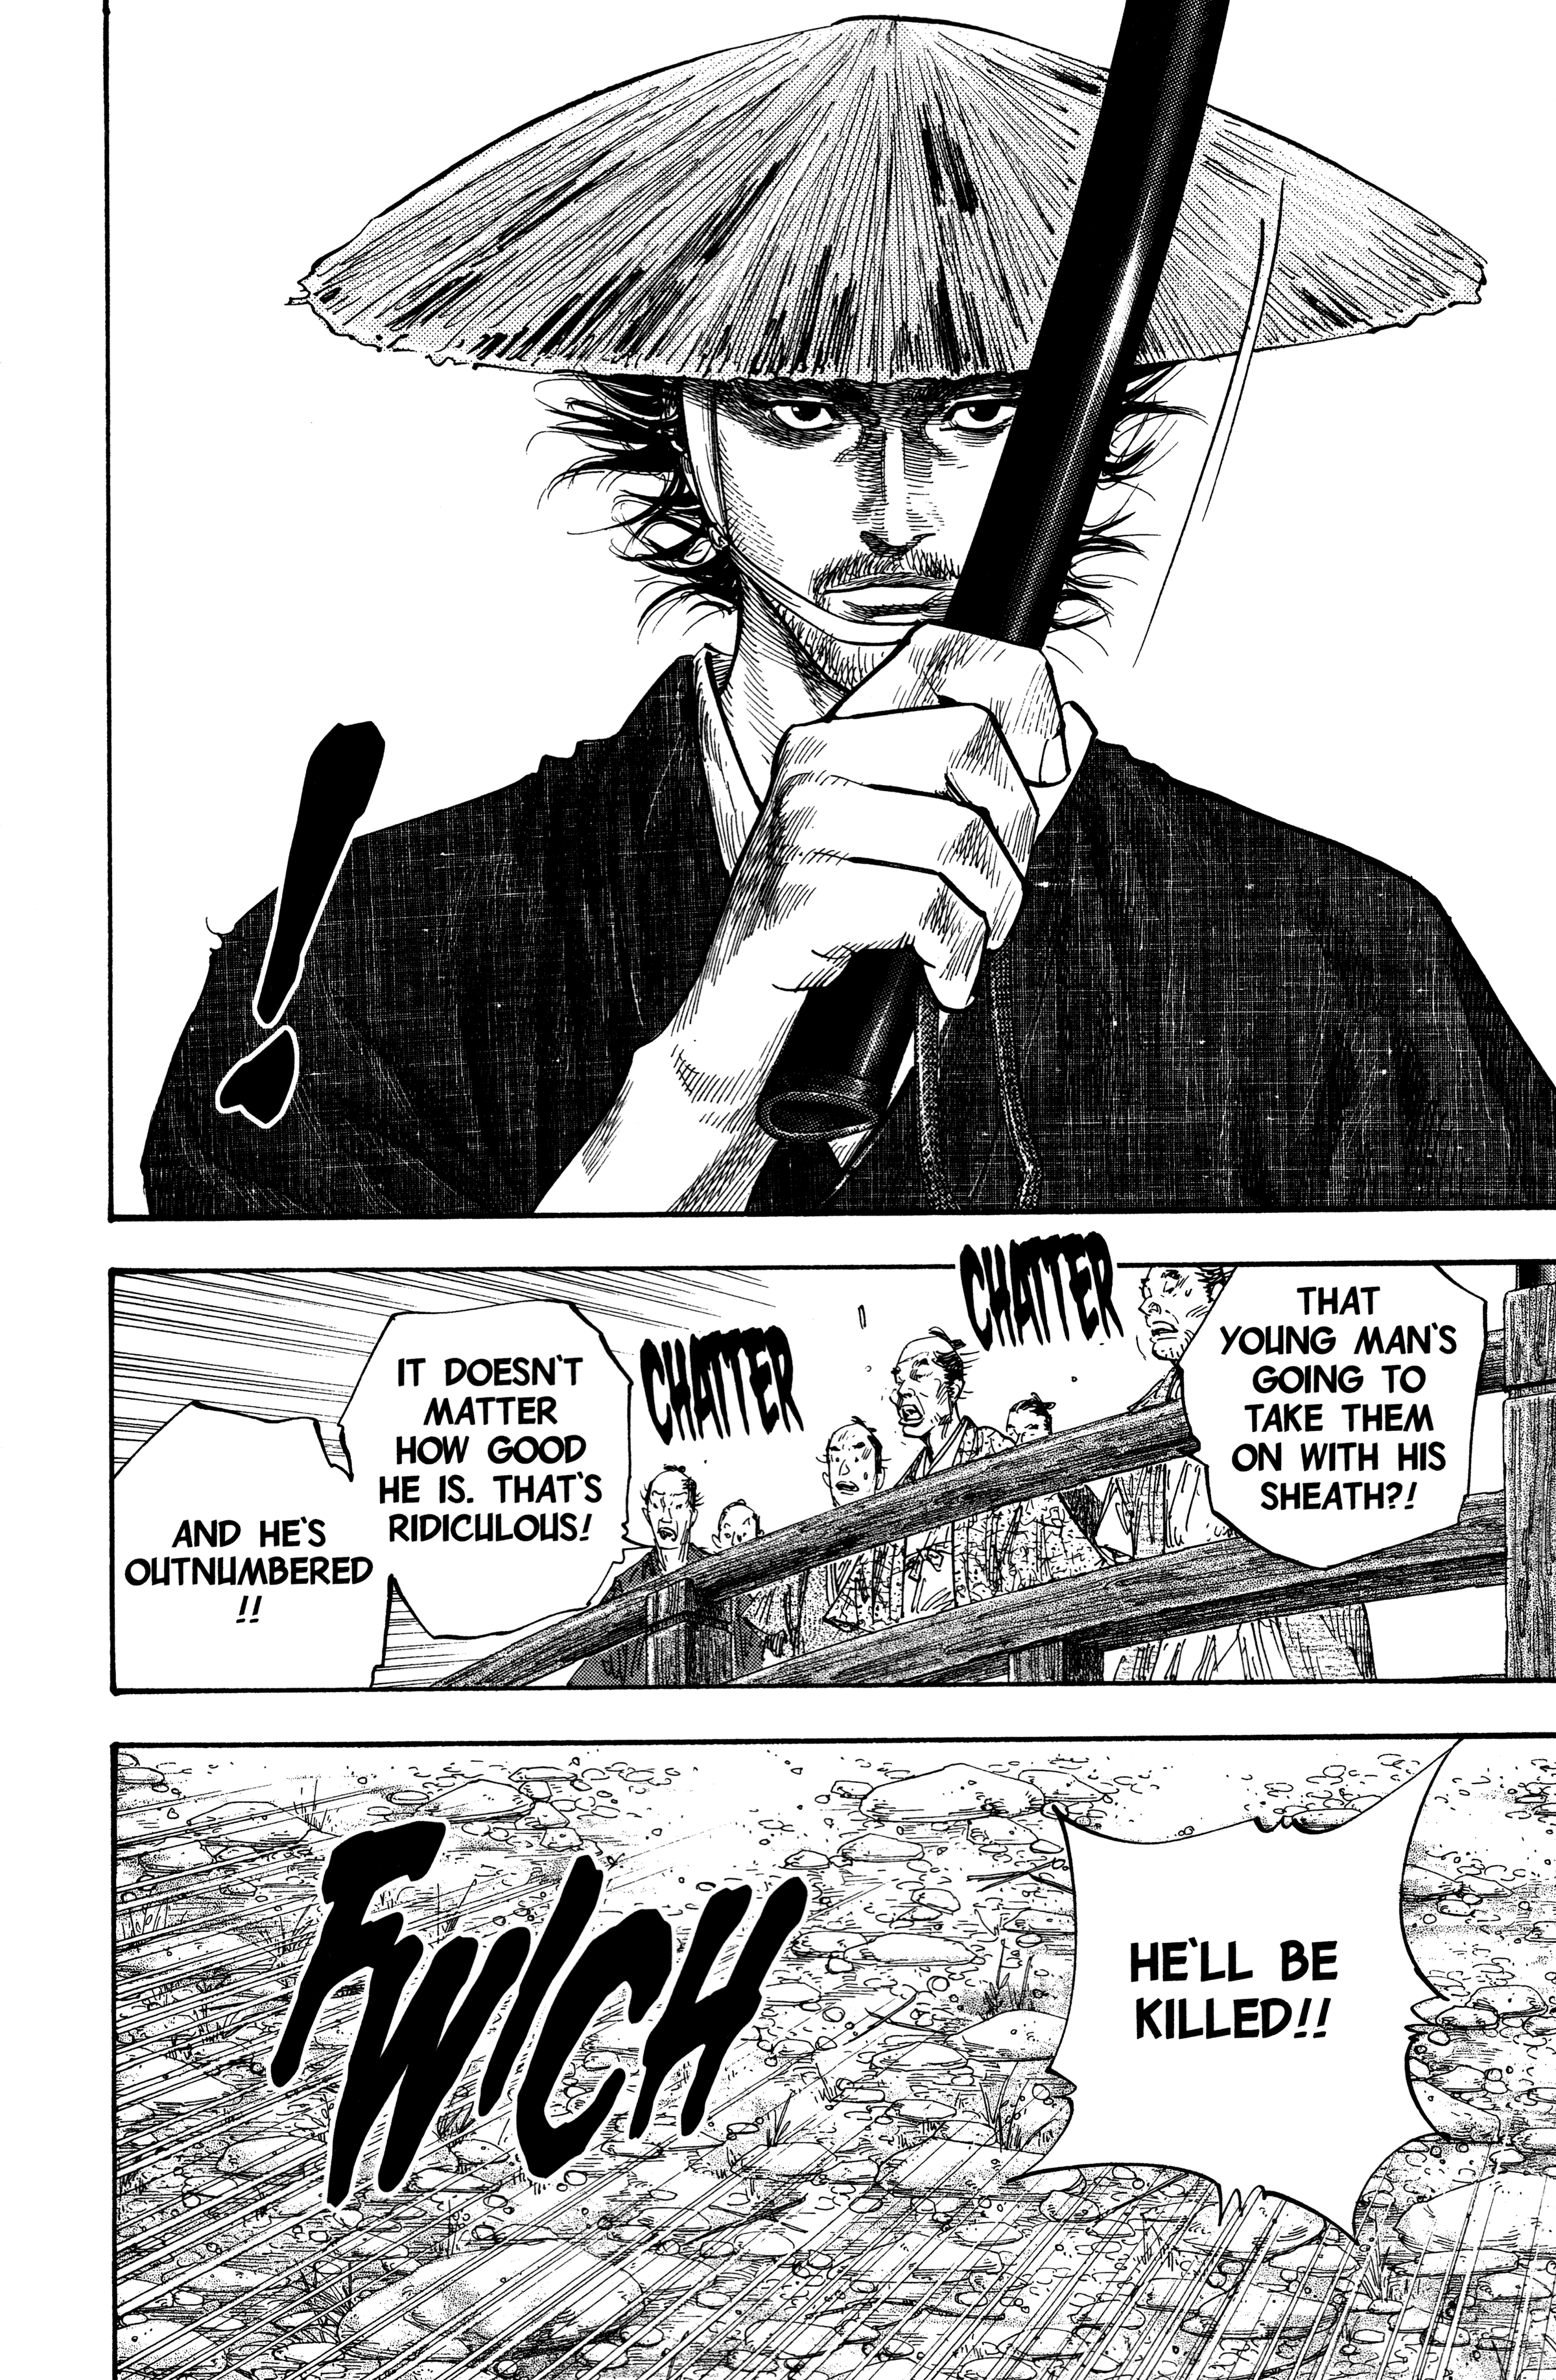 !
THAT
YOUNG MAN'S
GOING TO
TAKE THEM
ON WITH HIS
SHEATH?!
CHATTER
CHATTER
IT DOESN'T
MATTER
HOW GOOD
HE IS. THAT'S
RIDICULOUS!
AND HE'S
OUTNUMBERED
!!
HE'LL BE
KILLED!!
FWICH